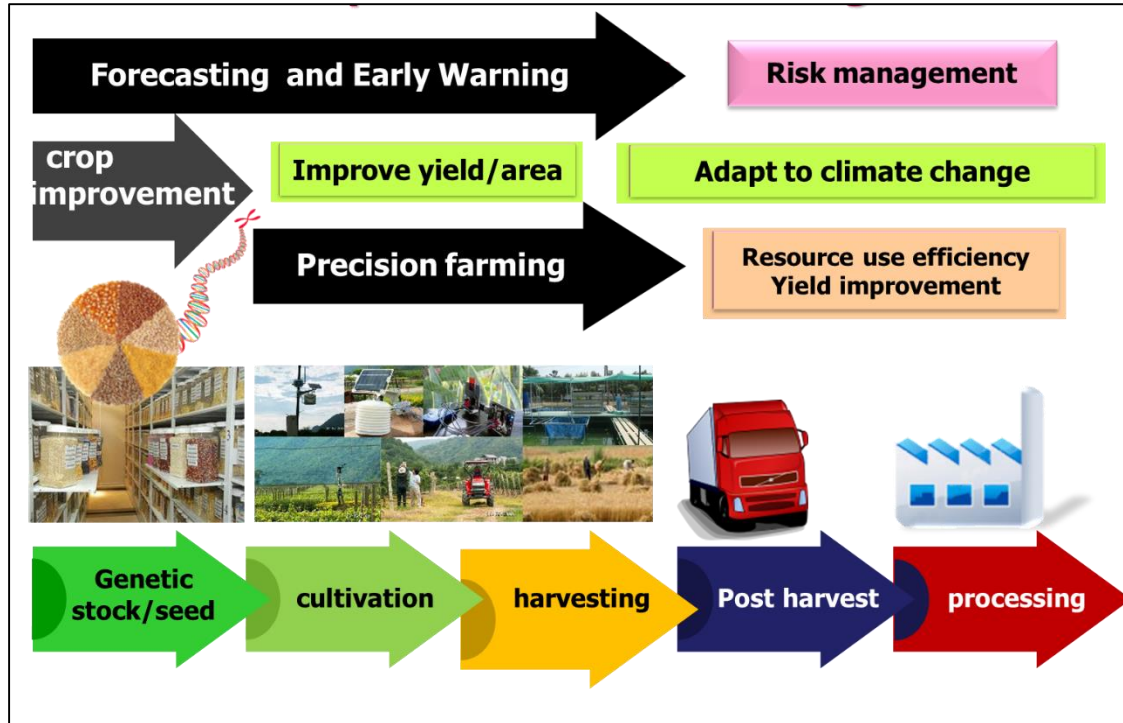 Forecasting and Early Warning
Risk management
crop
improvement
Improve yield/area
Adapt to climate change
Precision farming
Resource use efficiency
Yield improvement
Genetic
stock/seed
cultivation
harvesting
Post harvest
processing